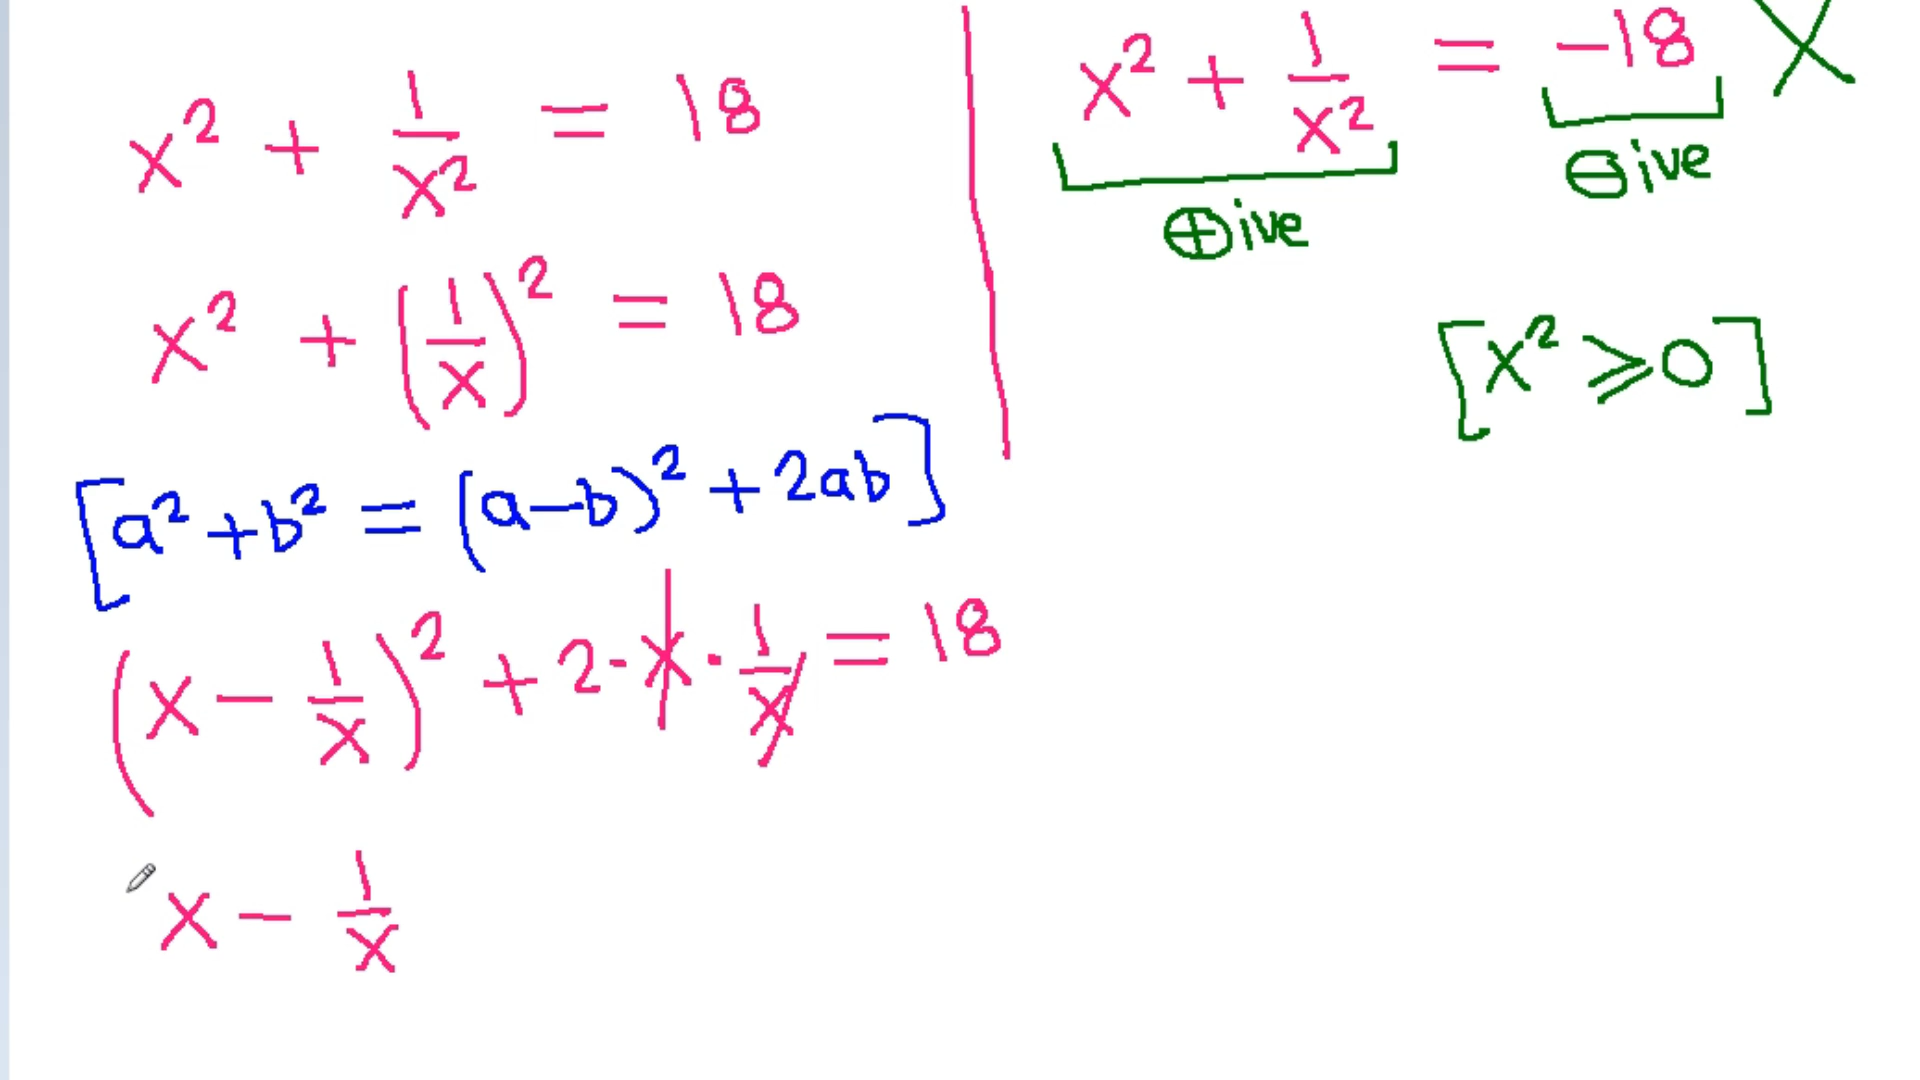 x² + 1/x² = 18
x² + (1/x)² = 18
[a² + b² = (a-b)² + 2ab]
(x - 1/x)² + 2·x·1/x = 18
x - 1/x
x² + 1/x² = -18
⊕ive ⊖ive
[x² ⩾ 0]